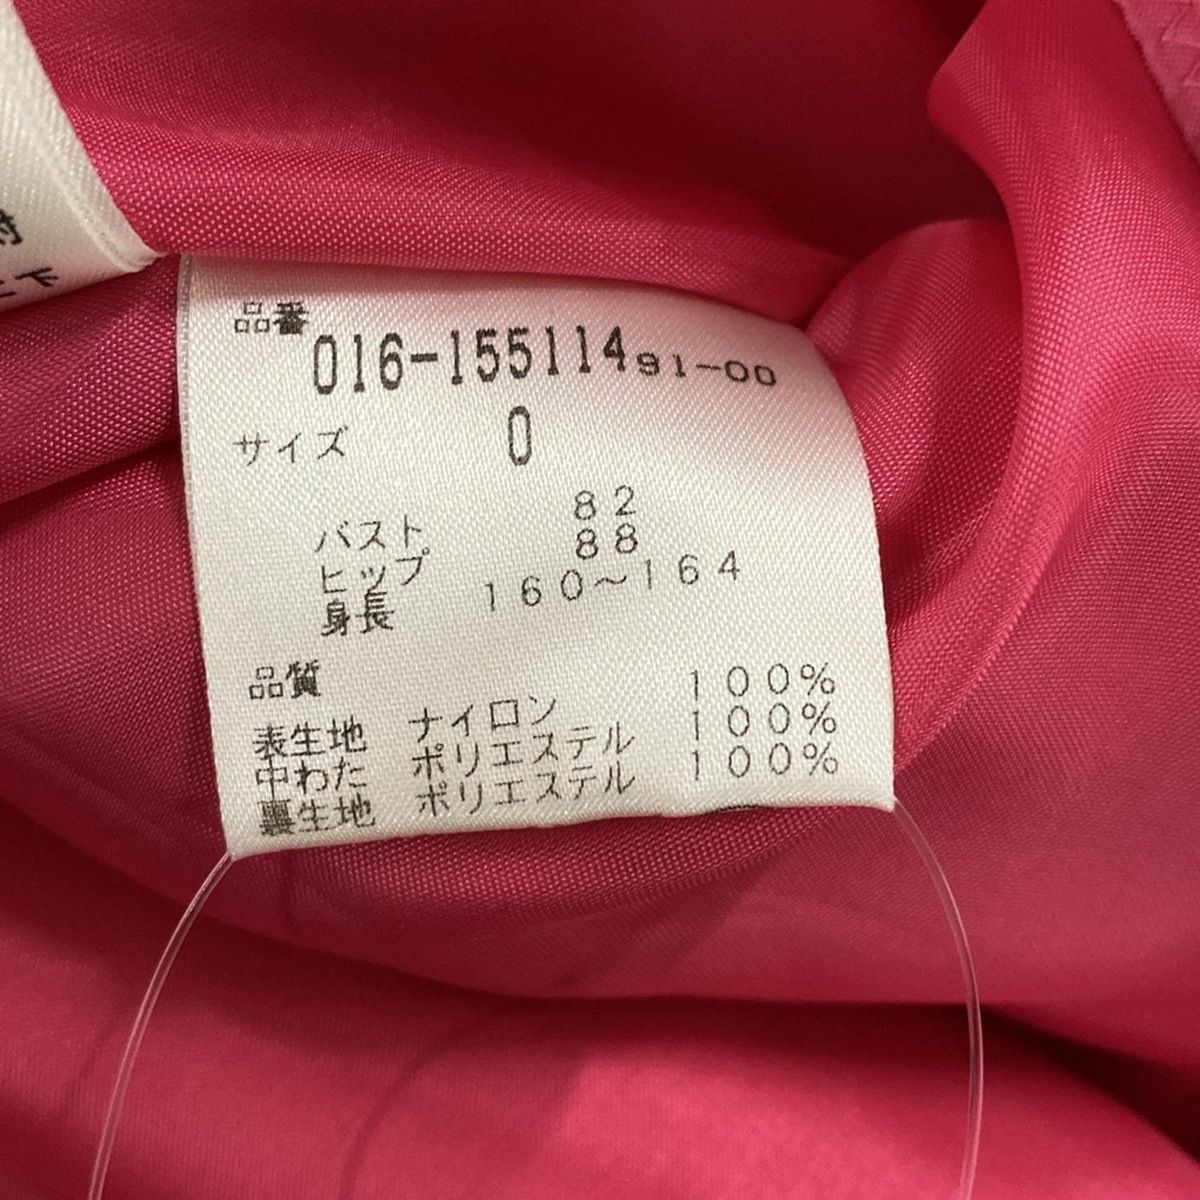 品番 016-155114 91-00
サイズ 0
バスト 82
ヒップ 88
身長 160~164
品質
表生地 ナイロン 100%
中わた ポリエステル 100%
裏生地 ポリエステル 100%
下